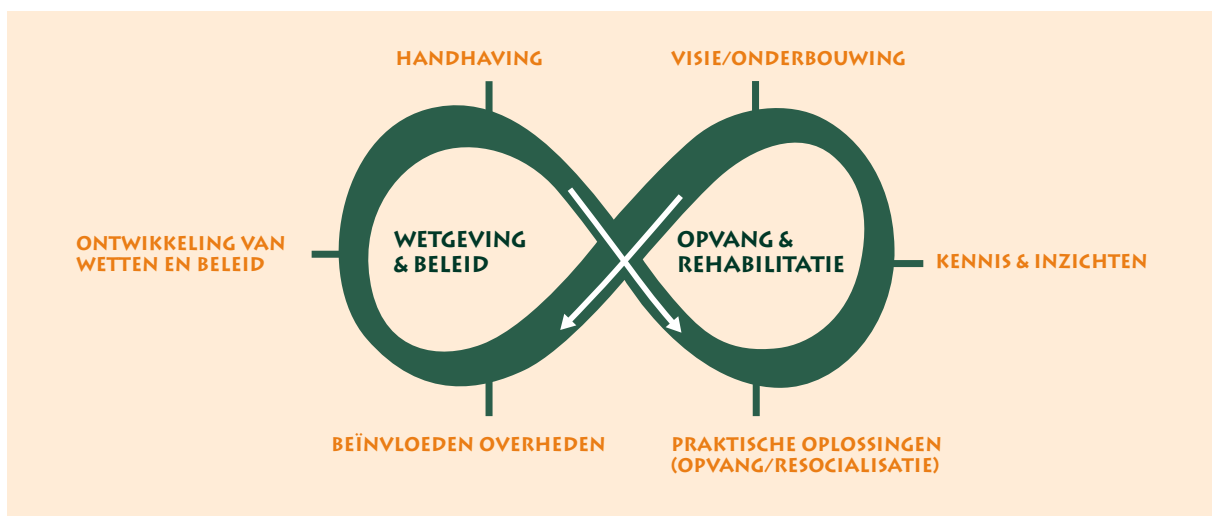 HANDHAVING
VISIE/ONDERBOUWING
ONTWIKKELING VAN
WETTEN EN BELEID
WETGEVING
& BELEID
OPVANG &
REHABILITATIE
KENNIS & INZICHTEN
BEÏNVLOEDEN OVERHEDEN
PRAKTISCHE OPLOSSINGEN
(OPVANG/RESOCIALISATIE)